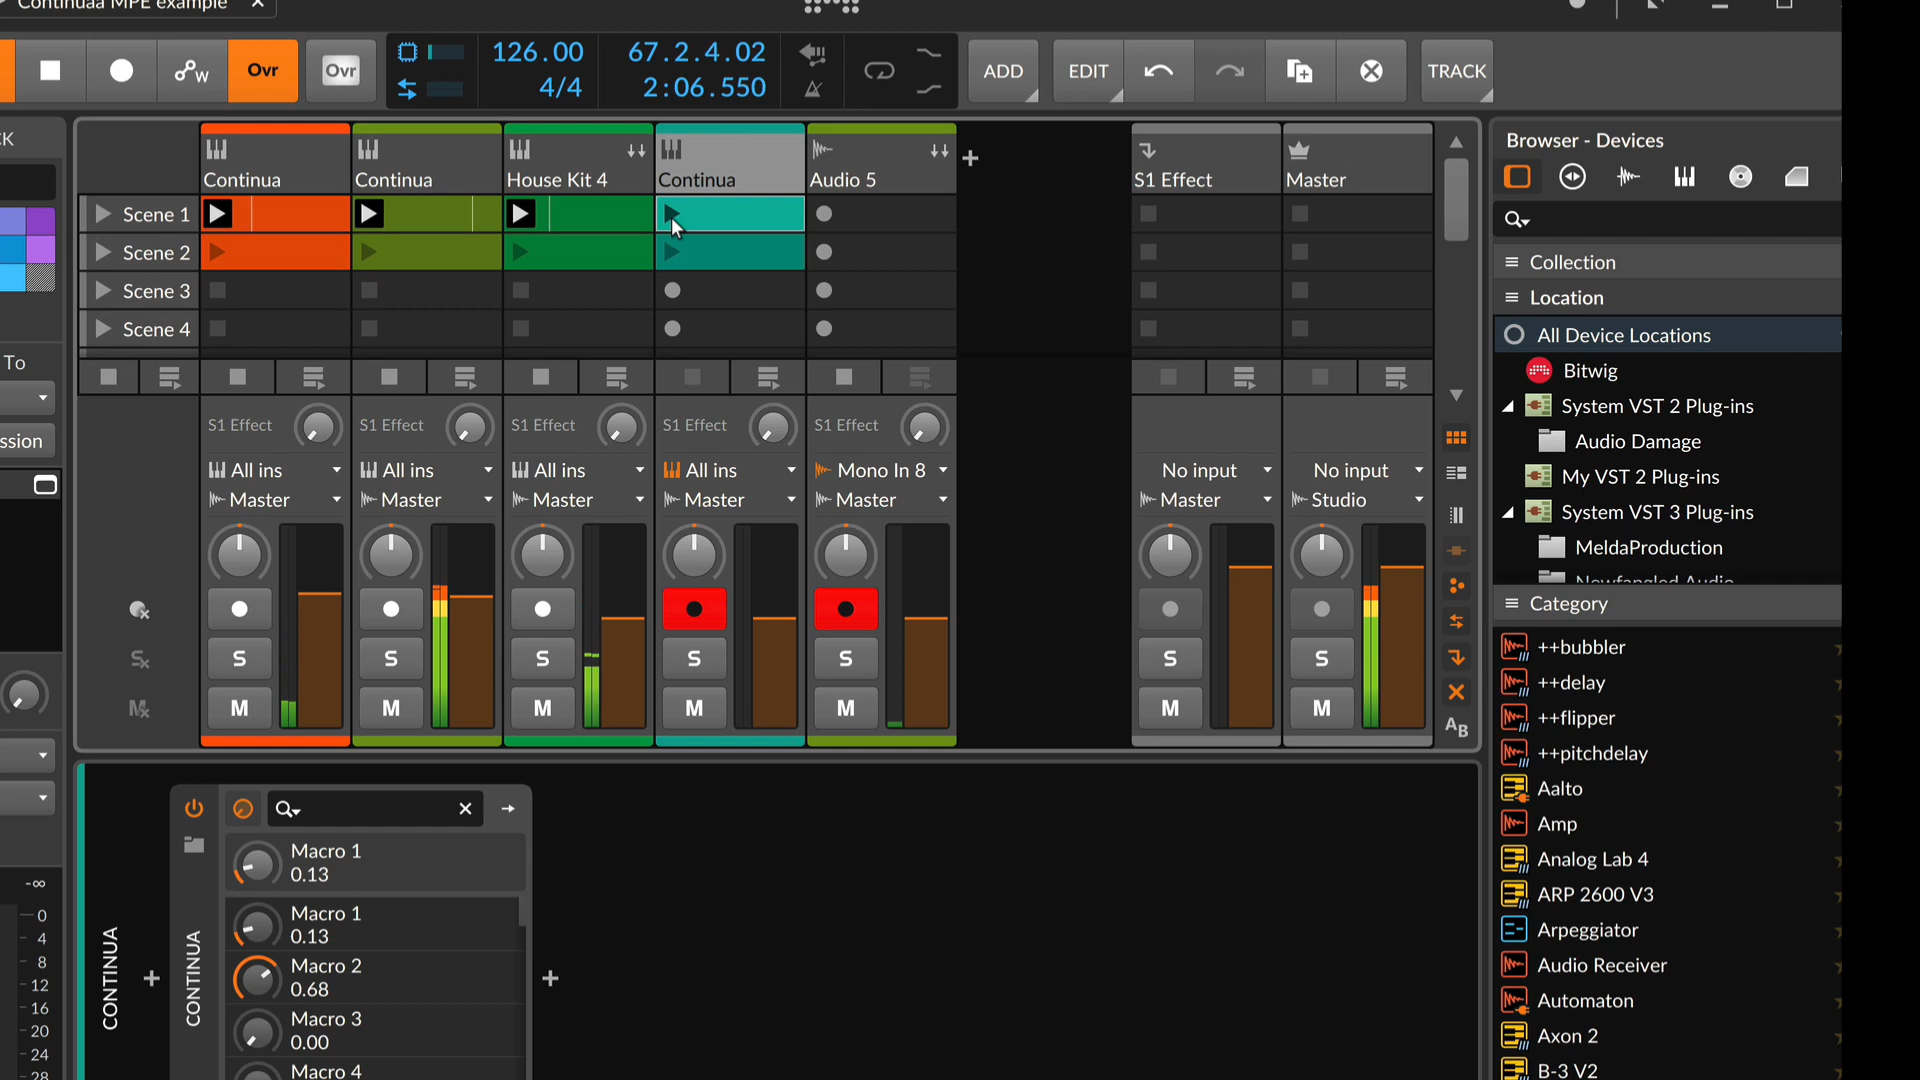 Continuaa MPE example
W
Ovr
Ovr
126.00
4/4
67.2.4.02
2:06.550
ADD
EDIT
TRACK
CK
To
ssion
Continua
Continua
House Kit 4
Continua
Audio 5
S1 Effect
Master
Scene 1
Scene 2
Scene 3
Scene 4
S1 Effect
S1 Effect
S1 Effect
S1 Effect
S1 Effect
All ins
All ins
All ins
All ins
Mono In 8
No input
No input
Master
Master
Master
Master
Master
Master
Studio
S
S
S
S
S
S
S
S
M
M
M
M
M
M
M
M
AB
Browser - Devices
Collection
Location
All Device Locations
Bitwig
System VST 2 Plug-ins
Audio Damage
My VST 2 Plug-ins
System VST 3 Plug-ins
MeldaProduction
Newfangled Audio
Category
++bubbler
++delay
++flipper
++pitchdelay
Aalto
Amp
Analog Lab 4
ARP 2600 V3
Arpeggiator
Audio Receiver
Automaton
Axon 2
B-3 V2
CONTINUA
CONTINUA
Macro 1
0.13
Macro 1
0.13
Macro 2
0.68
Macro 3
0.00
Macro 4
-∞
0
4
8
12
16
20
24
28